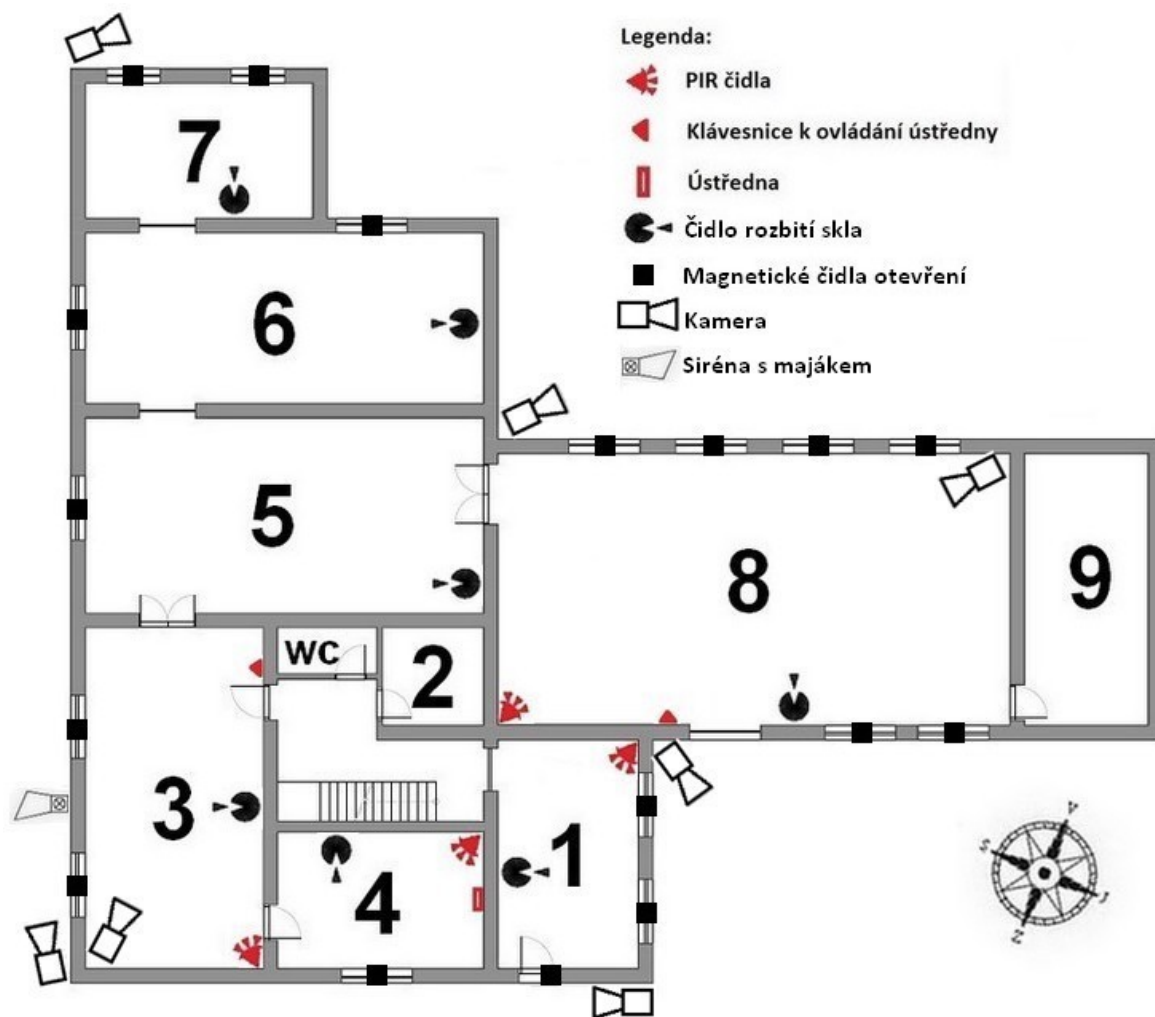 Legenda:
PIR čidla
Klávesnice k ovládání ústředny
Ústředna
Čidlo rozbití skla
Magnetické čidla otevření
Kamera
Siréna s majákem
7
6
5
8
9
WC
2
3
4
1
V
S
J
Z